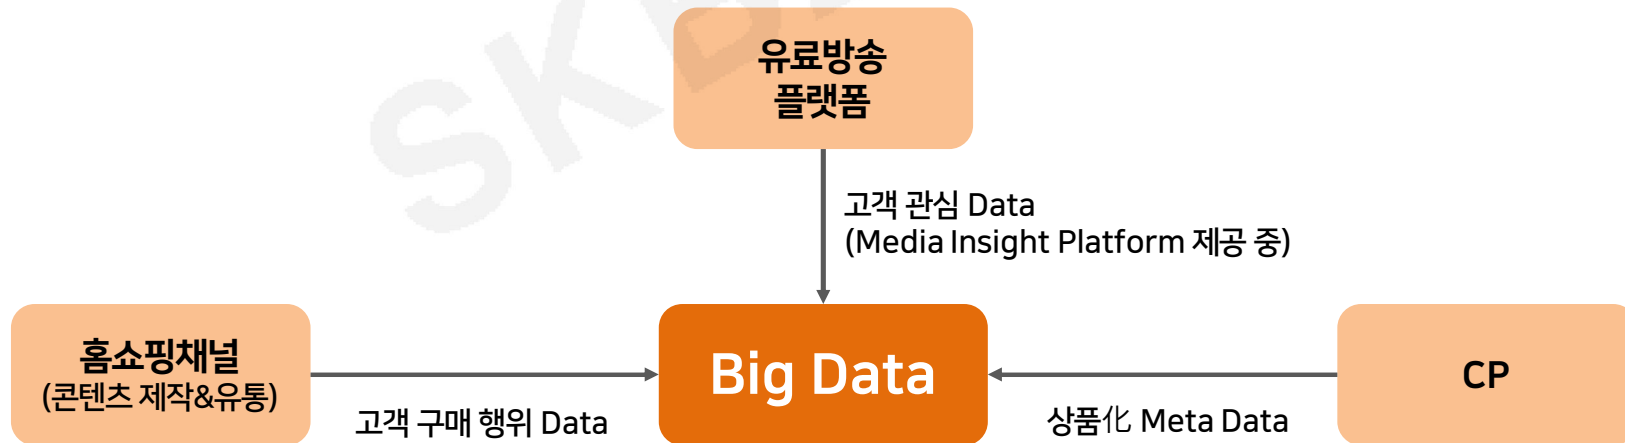 유료방송
플랫폼
고객 관심 Data
(Media Insight Platform 제공 중)
홈쇼핑채널
(콘텐츠 제작&유통)
고객 구매 행위 Data
Big Data
상품化 Meta Data
CP